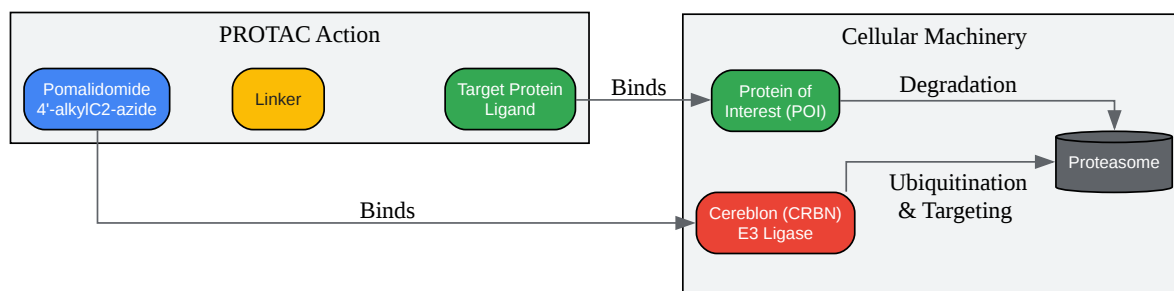 PROTAC Action
Pomalidomide
4'-alkylC2-azide
Linker
Target Protein
Ligand
Binds
Binds
Cellular Machinery
Protein of
Interest (POI)
Degradation
Proteasome
Ubiquitination
& Targeting
Cereblon (CRBN)
E3 Ligase